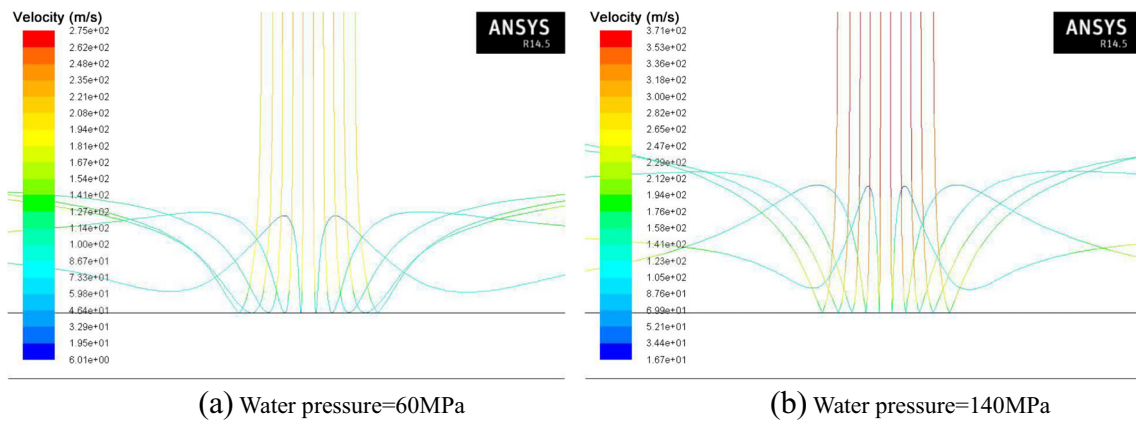 Velocity (m/s)
2.75e+02
2.62e+02
2.48e+02
2.35e+02
2.21e+02
2.08e+02
1.94e+02
1.81e+02
1.67e+02
1.54e+02
1.41e+02
1.27e+02
1.14e+02
1.00e+02
8.67e+01
7.33e+01
5.98e+01
4.64e+01
3.29e+01
1.95e+01
6.01e+00
ANSYS
R14.5
(a) Water pressure=60MPa
Velocity (m/s)
3.71e+02
3.53e+02
3.36e+02
3.18e+02
3.00e+02
2.82e+02
2.65e+02
2.47e+02
2.29e+02
2.12e+02
1.94e+02
1.76e+02
1.58e+02
1.41e+02
1.23e+02
1.05e+02
8.76e+01
6.99e+01
5.21e+01
3.44e+01
1.67e+01
ANSYS
R14.5
(b) Water pressure=140MPa